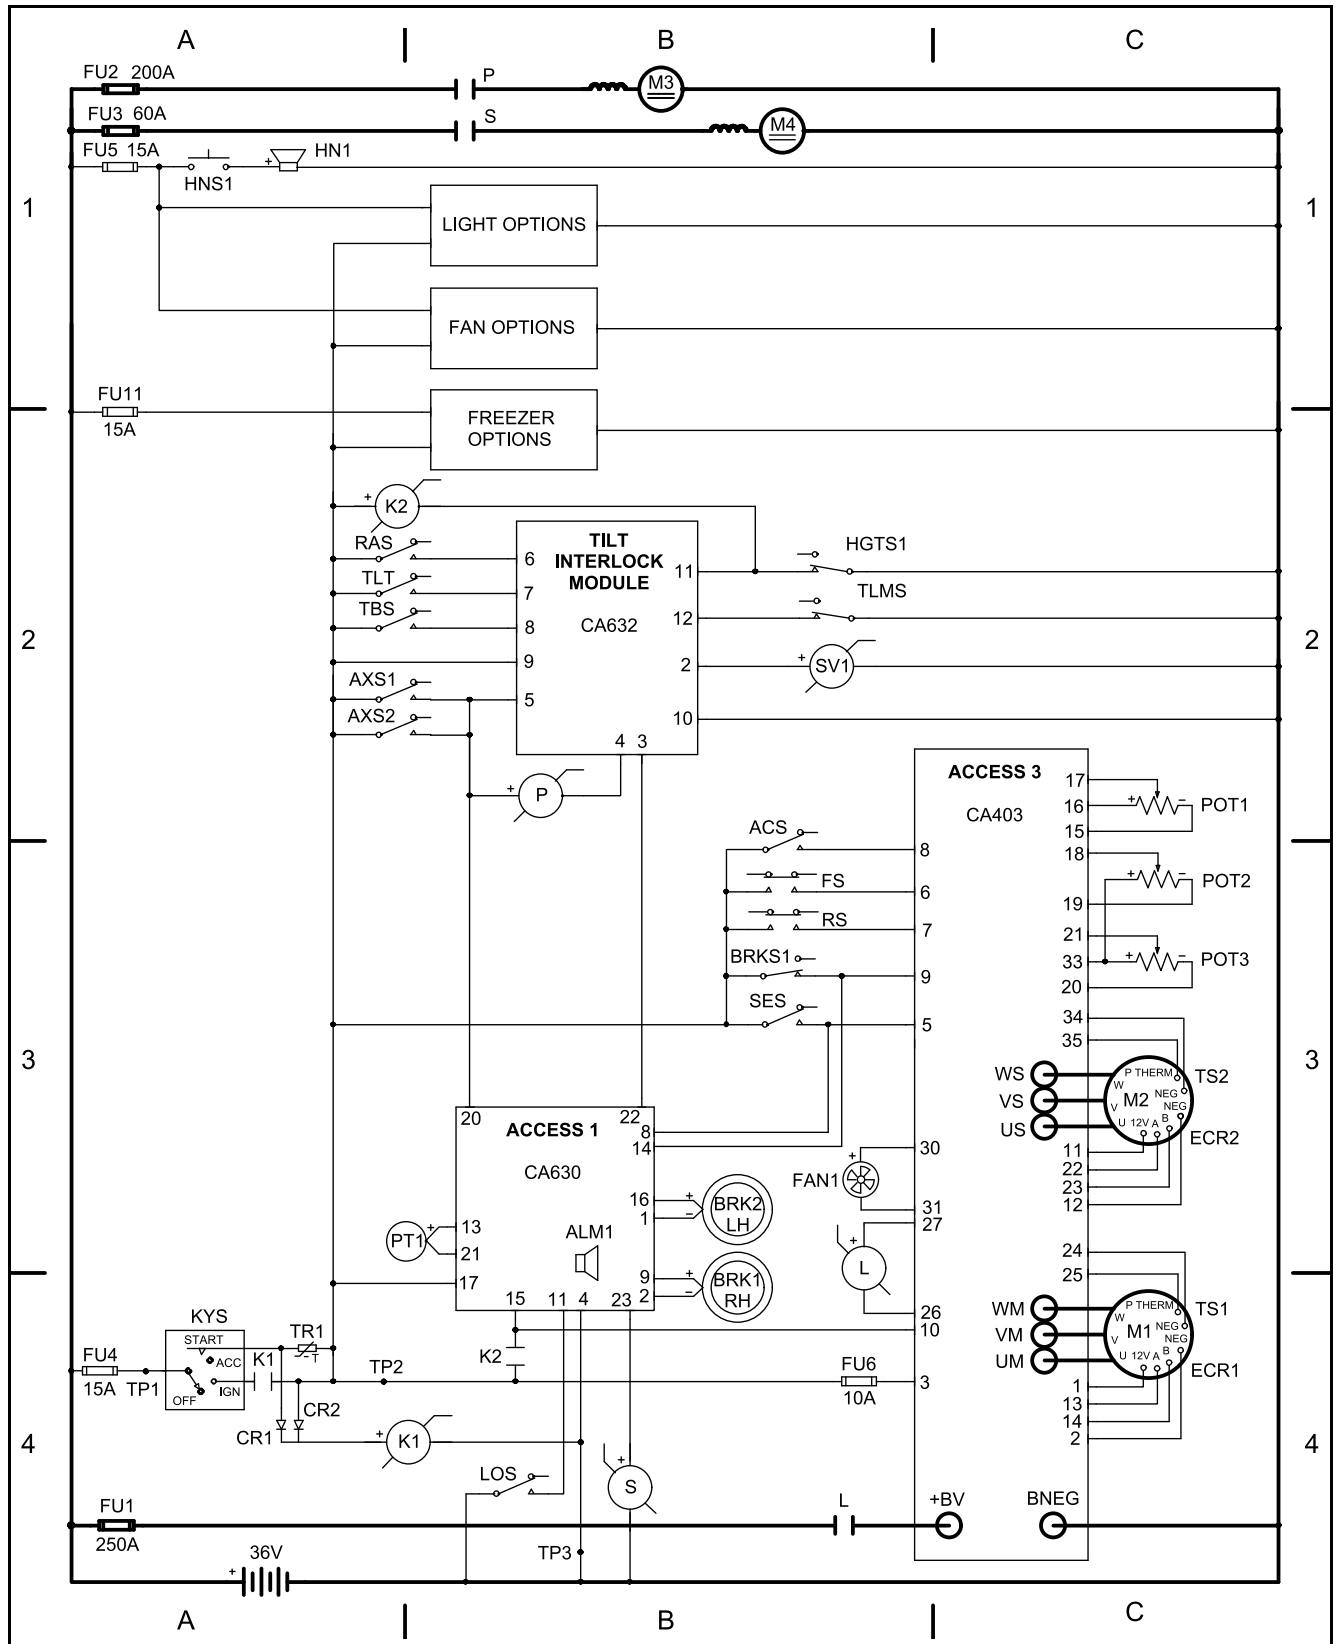 A
B
C
FU2 200A
P
M3
FU3 60A
S
M4
FU5 15A
+
HN1
HNS1
1
1
LIGHT OPTIONS
FAN OPTIONS
FU11
15A
FREEZER
OPTIONS
+
K2
RAS
TLT
TBS
AXS1
AXS2
6
7
8
9
5
TILT
INTERLOCK
MODULE
CA632
11
12
2
10
4 3
HGTS1
TLMS
+
SV1
2
2
+
P
ACCESS 3
CA403
17
16
15
18
19
21
33
20
34
35
+ -
POT1
+ -
POT2
+ -
POT3
ACS
FS
RS
BRKS1
SES
8
6
7
9
5
3
3
WS
VS
US
P THERM
W
V
U
M2
NEG
NEG
12V A B
TS2
ECR2
11
22
23
12
20
22
ACCESS 1
8
14
CA630
16
1
+
-
BRK2
LH
PT1
+
13
21
17
ALM1
9
2
+
-
BRK1
RH
15
11 4
23
+
FAN1
30
31
27
+
L
26
10
24
25
WM
VM
UM
P THERM
W
V
U
M1
NEG
NEG
12V A B
TS1
ECR1
1
13
14
2
KYS
START
ACC
IGN
OFF
FU4
15A
TP1
K1
TR1
T
TP2
K2
FU6
10A
3
CR1
CR2
+
K1
4
4
LOS
+
S
FU1
250A
L
+BV
BNEG
36V
+
TP3
A
B
C